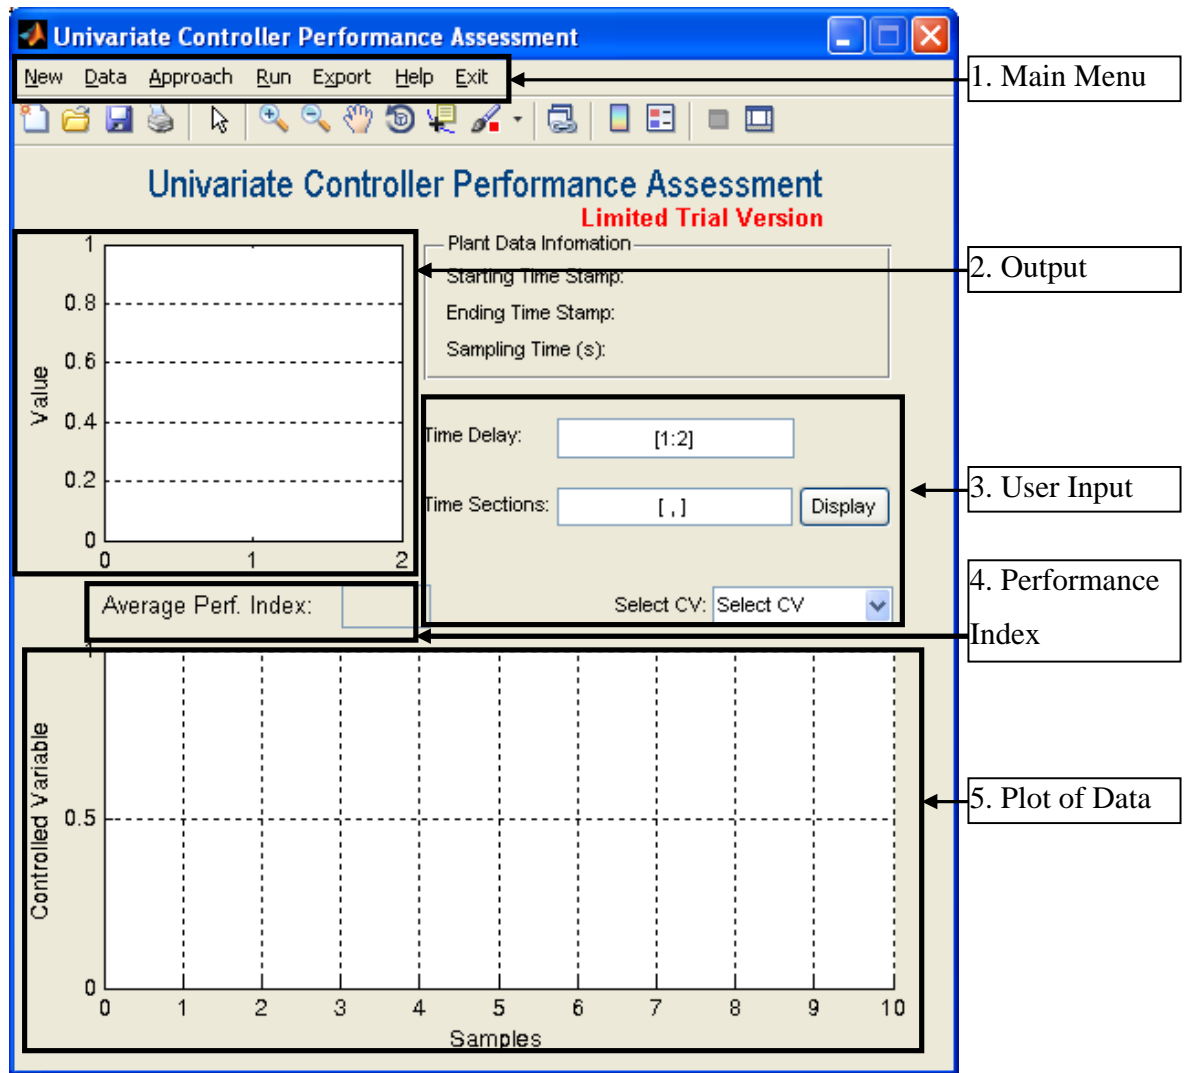 Univariate Controller Performance Assessment
New Data Approach Run Export Help Exit
1. Main Menu
Univariate Controller Performance Assessment
Limited Trial Version
Plant Data Infomation
Starting Time Stamp:
Ending Time Stamp:
Sampling Time (s):
2. Output
1
0.8
0.6
0.4
0.2
0
Value
0 1 2
Time Delay: [1:2]
Time Sections: [ , ] Display
3. User Input
Average Perf. Index:
Select CV: Select CV
4. Performance
Index
1
0.5
0
Controlled Variable
0 1 2 3 4 5 6 7 8 9 10
Samples
5. Plot of Data